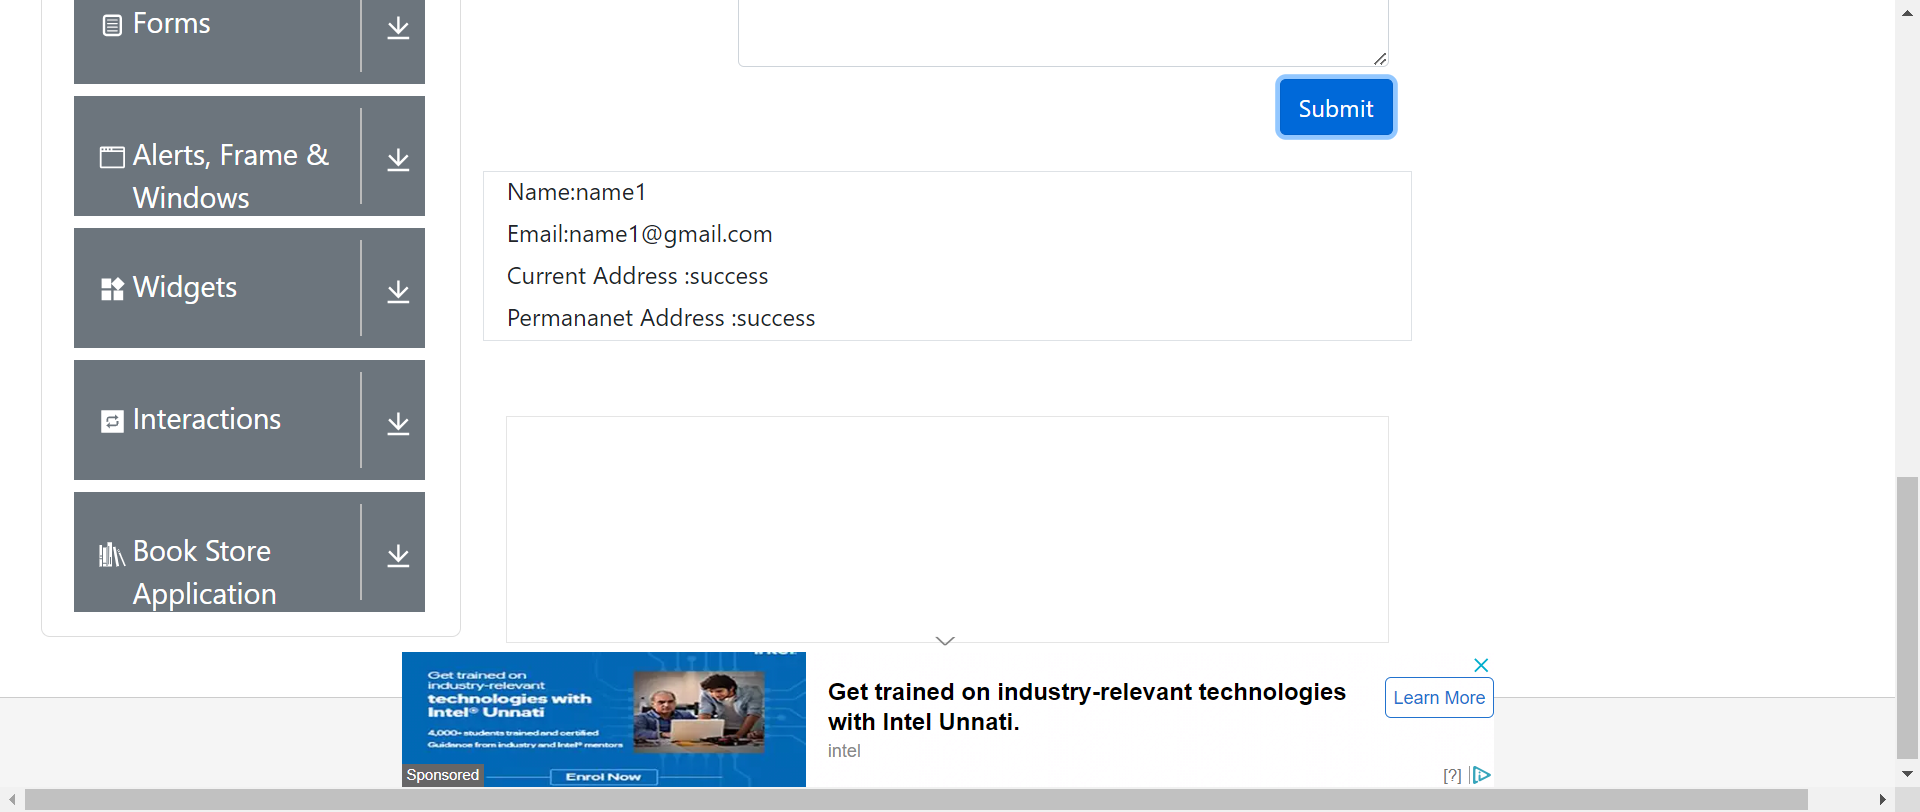 Forms
Alerts, Frame &
Windows
Widgets
Interactions
Book Store
Application
Submit
Name:name1
Email:name1@gmail.com
Current Address :success
Permananet Address :success
Get trained on
industry-relevant
technologies with
Intel® Unnati
4,000+ students trained and certified
Guidance from industry and Intel® mentors
Enrol Now
Sponsored
Get trained on industry-relevant technologies
with Intel Unnati.
intel
Learn More
[?]